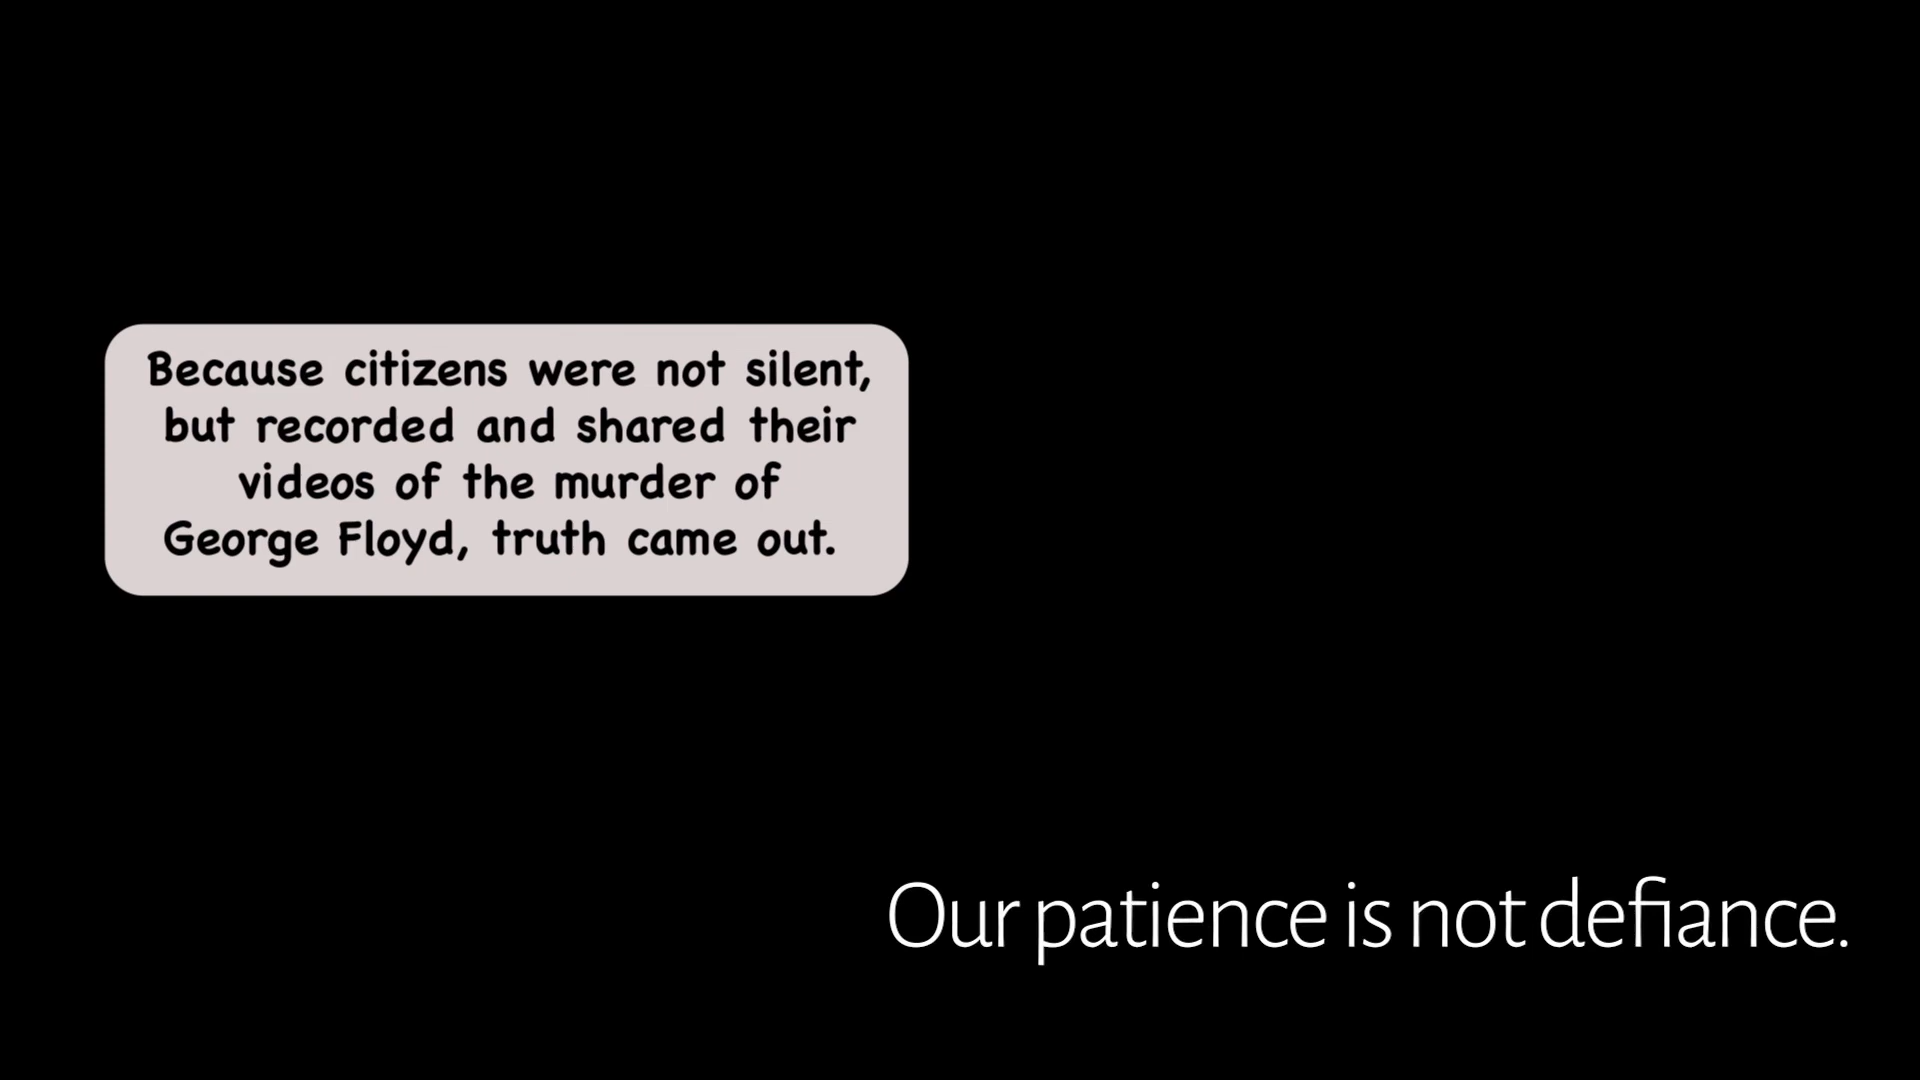 Because citizens were not silent,
but recorded and shared their
videos of the murder of
George Floyd, truth came out.
Our patience is not defiance.